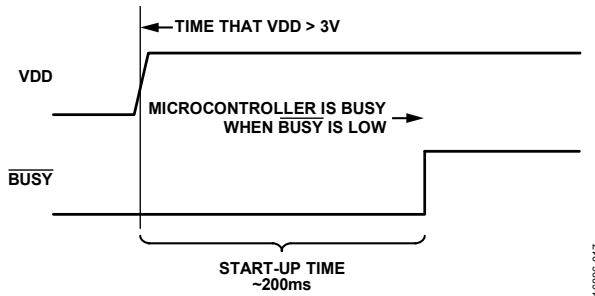 TIME THAT VDD > 3V
VDD
MICROCONTROLLER IS BUSY
WHEN BUSY IS LOW
BUSY
START-UP TIME
~200ms